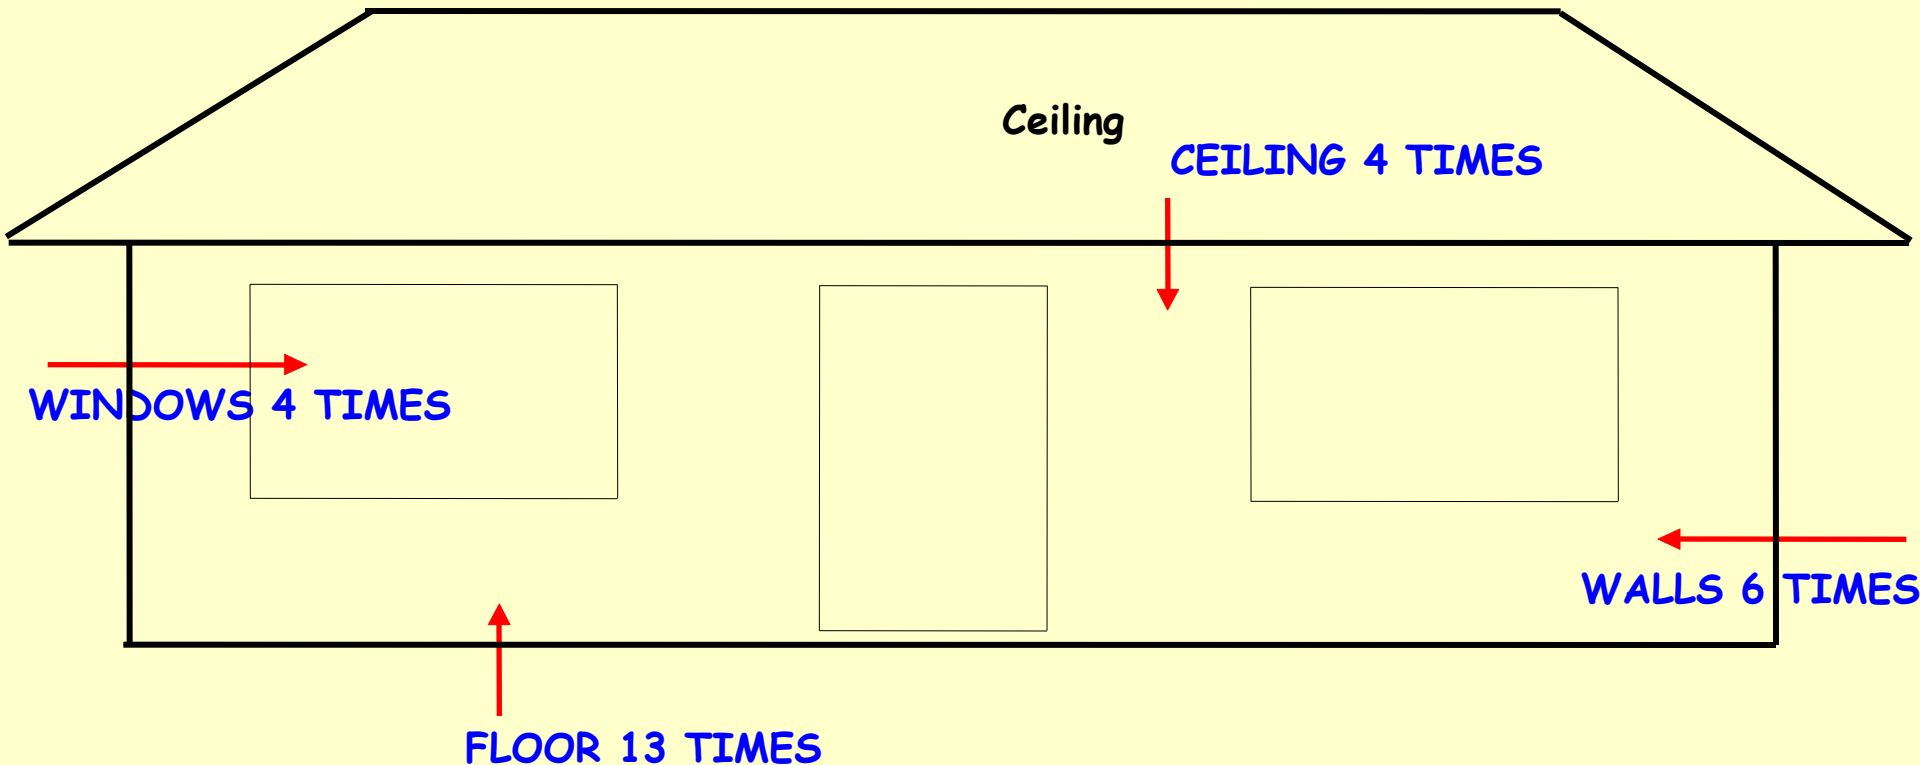 Ceiling
CEILING 4 TIMES
WINDOWS 4 TIMES
WALLS 6 TIMES
FLOOR 13 TIMES